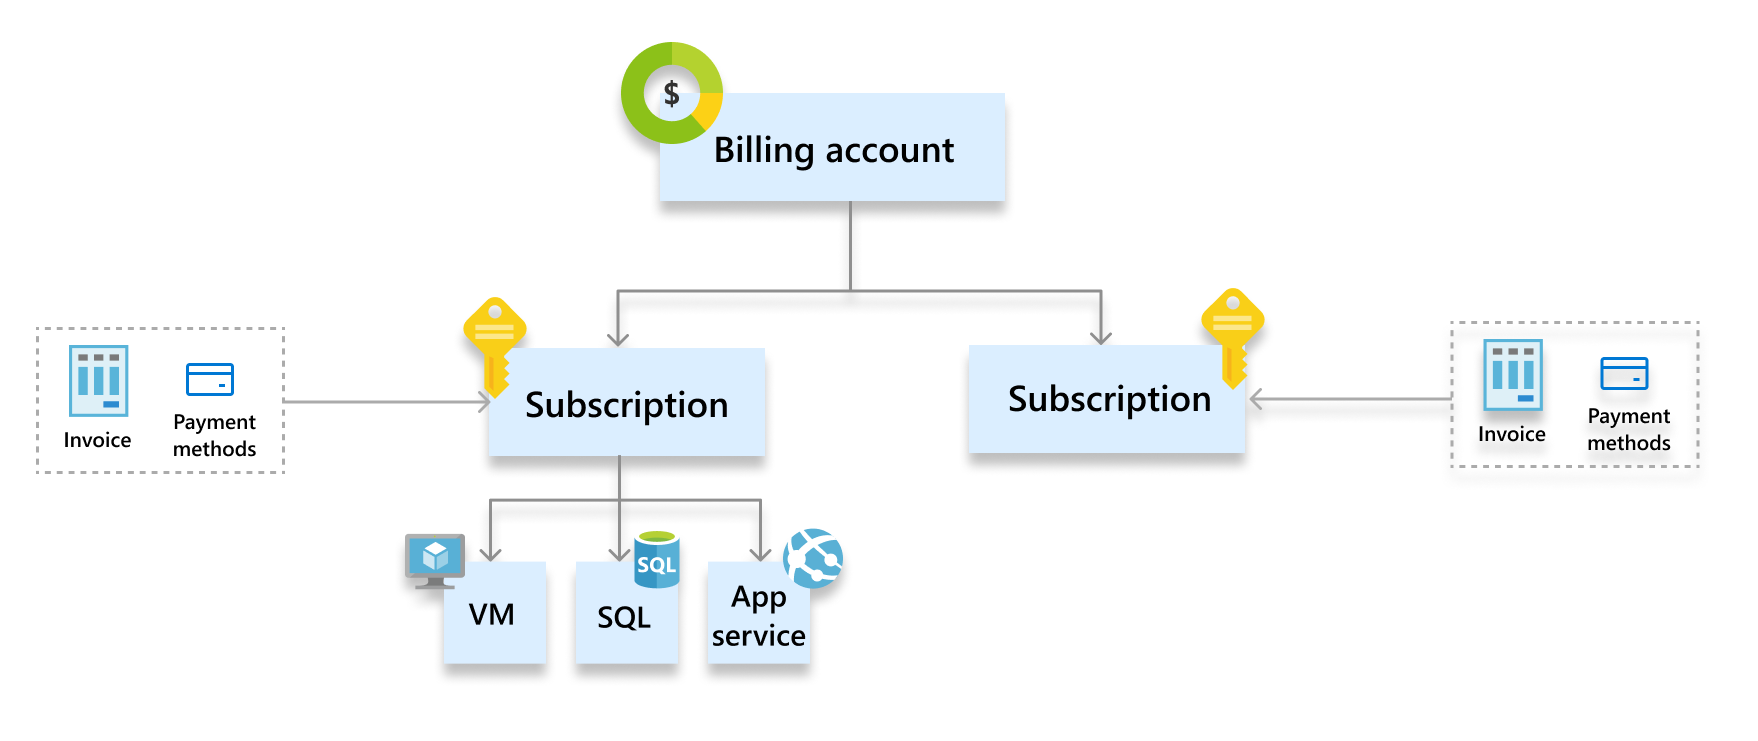 $
Billing account
Subscription
Subscription
Invoice
Payment
methods
Invoice
Payment
methods
SQL
VM
SQL
App
service